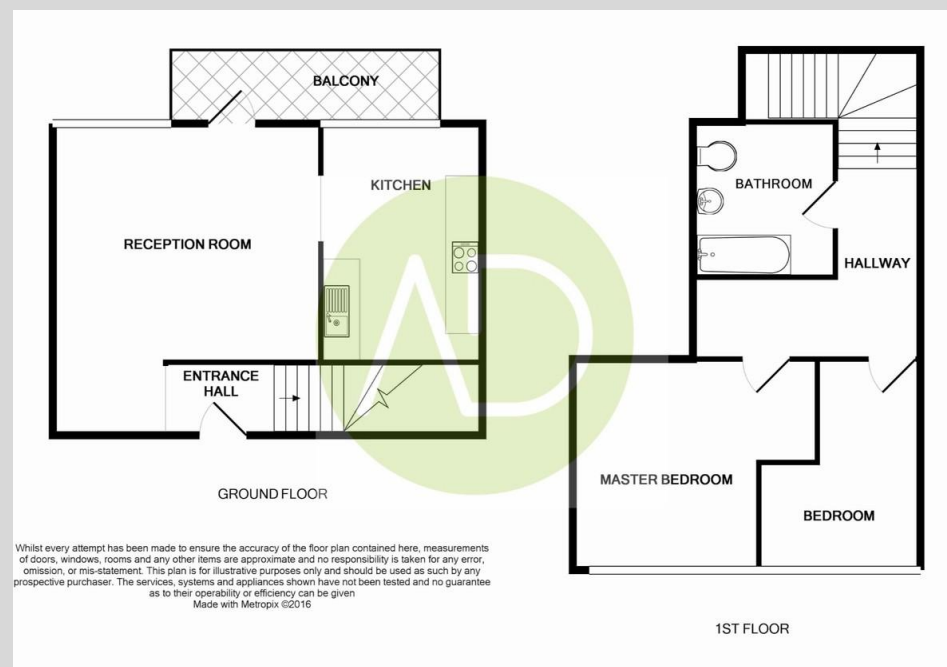 BALCONY
KITCHEN
RECEPTION ROOM
ENTRANCE
HALL
GROUND FLOOR
BATHROOM
HALLWAY
MASTER BEDROOM
BEDROOM
1ST FLOOR
AD
Whilst every attempt has been made to ensure the accuracy of the floor plan contained here, measurements
of doors, windows, rooms and any other items are approximate and no responsibility is taken for any error,
omission, or mis-statement. This plan is for illustrative purposes only and should be used as such by any
prospective purchaser. The services, systems and appliances shown have not been tested and no guarantee
as to their operability or efficiency can be given
Made with Metropix ©2016